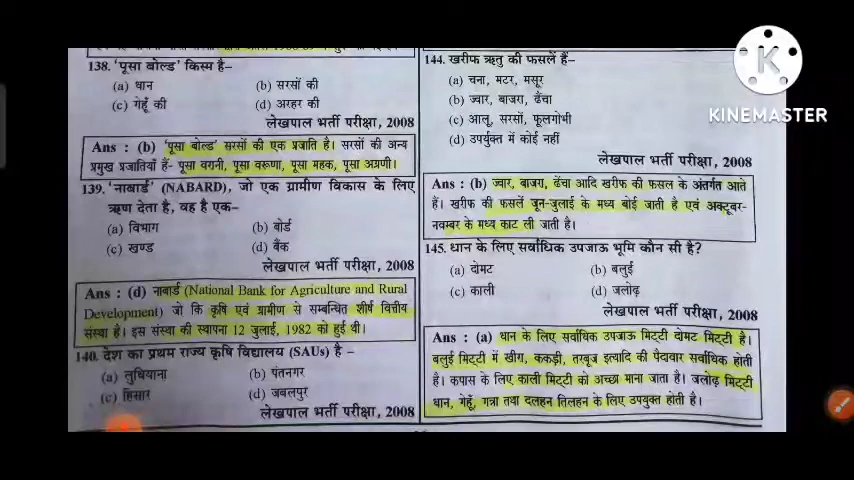 138. 'पूसा बोल्ड' किस्म है–
(a) धान (b) सरसों की
(c) गेहूँ की (d) अरहर की
लेखपाल भर्ती परीक्षा, 2008
Ans : (b) 'पूसा बोल्ड' सरसों की एक प्रजाति है। सरसों की अन्य
प्रमुख प्रजातियाँ हैं- पूसा वरानी, पूसा वरूणा, पूसा महक, पूसा अग्रणी।
139. 'नाबार्ड' (NABARD), जो एक ग्रामीण विकास के लिए
ऋण देता है, वह है एक–
(a) विभाग (b) बोर्ड
(c) खण्ड (d) बैंक
लेखपाल भर्ती परीक्षा, 2008
Ans : (d) नाबार्ड (National Bank for Agriculture and Rural
Development) जो कि कृषि एवं ग्रामीण से सम्बन्धित शीर्ष वित्तीय
संस्था है। इस संस्था की स्थापना 12 जुलाई, 1982 को हुई थी।
140. देश का प्रथम राज्य कृषि विद्यालय (SAUs) है –
(a) लुधियाना (b) पंतनगर
(c) हिसार (d) जबलपुर
लेखपाल भर्ती परीक्षा, 2008
144. खरीफ ऋतु की फसलें हैं–
(a) चना, मटर, मसूर
(b) ज्वार, बाजरा, ढैंचा
(c) आलू, सरसों, फूलगोभी
(d) उपर्युक्त में कोई नहीं
लेखपाल भर्ती परीक्षा, 2008
Ans : (b) ज्वार, बाजरा, ढैंचा आदि खरीफ की फसल के अंतर्गत आते
हैं। खरीफ की फसलें जून-जुलाई के मध्य बोई जाती है एवं अक्टूबर-
नवम्बर के मध्य काट ली जाती है।
145. धान के लिए सर्वाधिक उपजाऊ भूमि कौन सी है?
(a) दोमट (b) बलुई
(c) काली (d) जलोढ़
लेखपाल भर्ती परीक्षा, 2008
Ans : (a) धान के लिए सर्वाधिक उपजाऊ मिट्टी दोमट मिट्टी है।
बलुई मिट्टी में खीरा, ककड़ी, तरबूज इत्यादि की पैदावार सर्वाधिक होती
है। कपास के लिए काली मिट्टी को अच्छा माना जाता है। जलोढ़ मिट्टी
धान, गेहूँ, गन्ना तथा दलहन तिलहन के लिए उपयुक्त होती है।
K
KINEMASTER